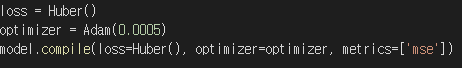 loss = Huber()
optimizer = Adam(0.0005)
model.compile(loss=Huber(), optimizer=optimizer, metrics=['mse'])